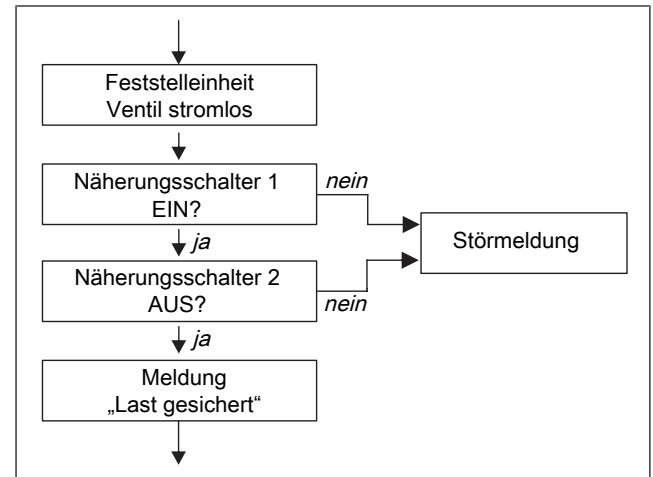 Feststelleinheit
Ventil stromlos
Näherungsschalter 1
EIN?
nein
ja
Störmeldung
Näherungsschalter 2
AUS?
nein
ja
Meldung
„Last gesichert“